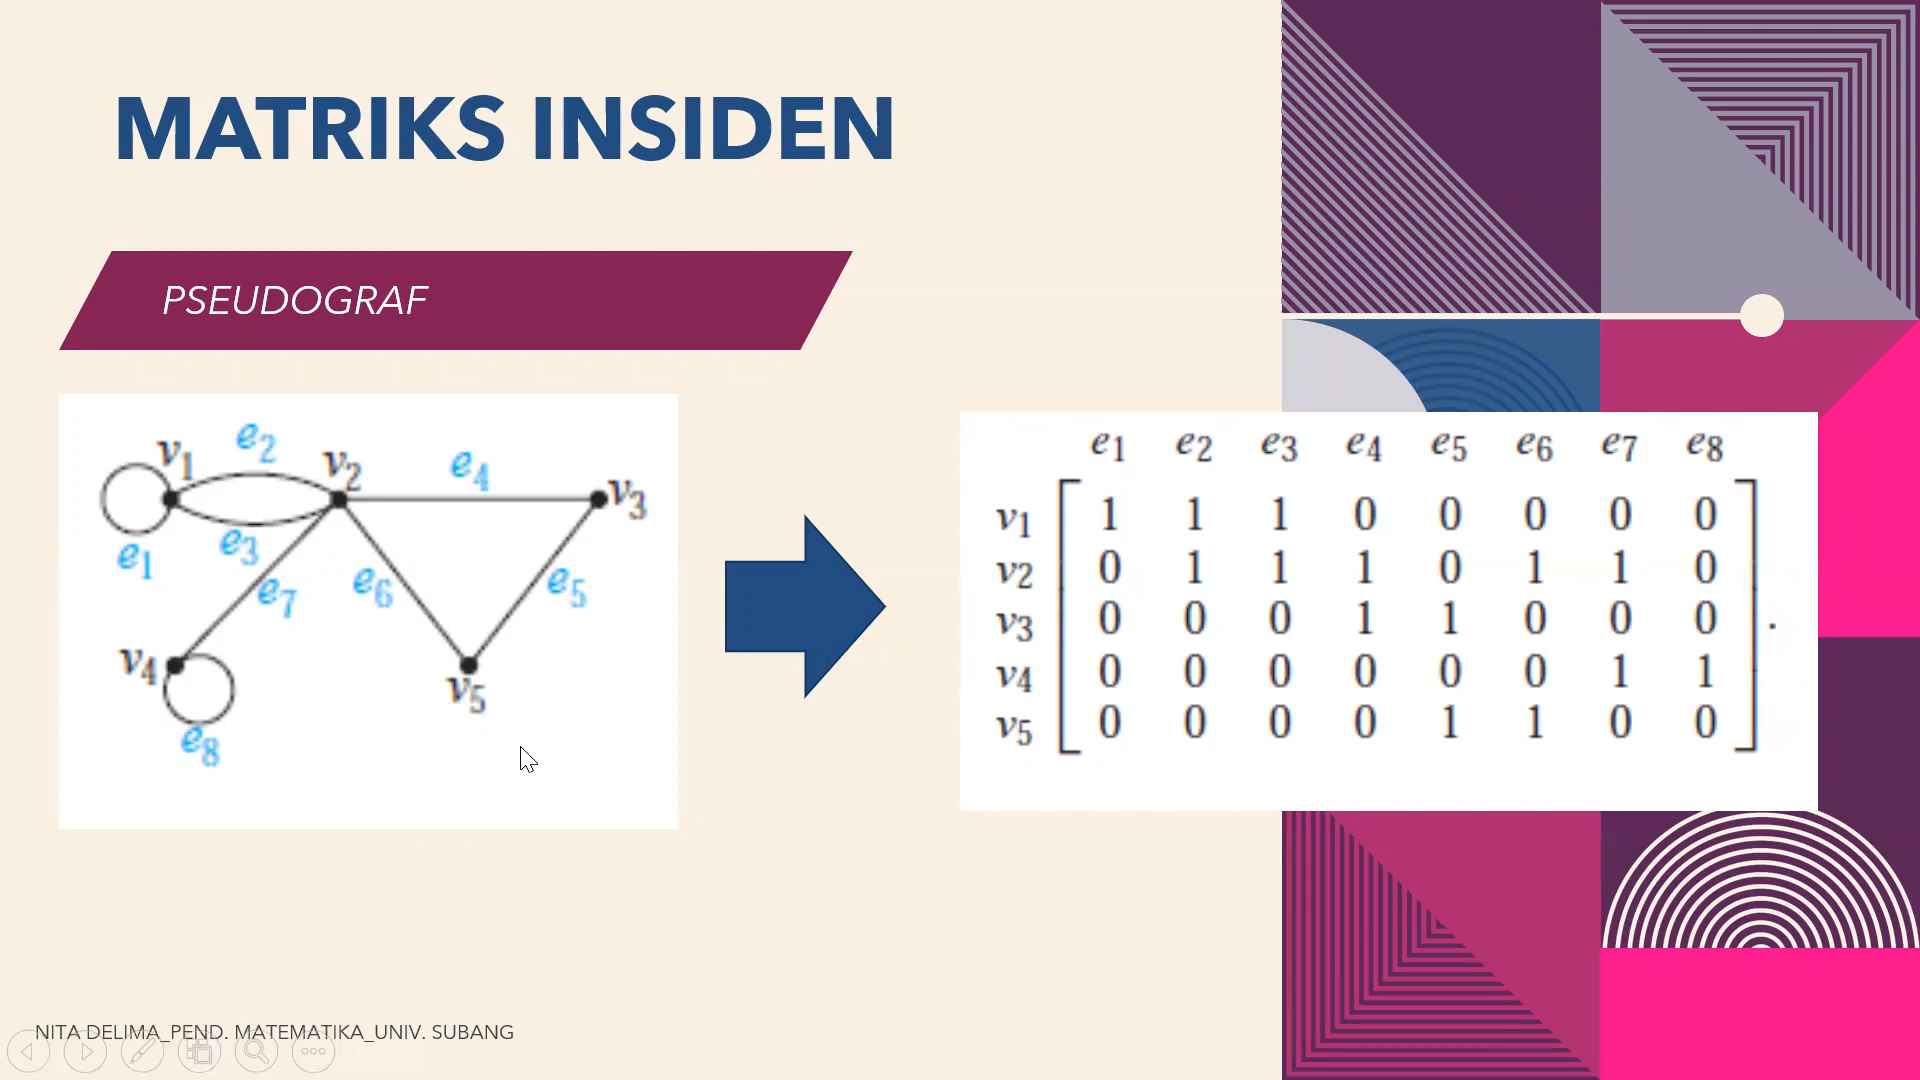 MATRIKS INSIDEN
PSEUDOGRAF
v1 e2 v2 e4 v3
e1 e3 e7 e6 e5
v4 v5
e8
e1 e2 e3 e4 e5 e6 e7 e8
v1 1 1 1 0 0 0 0 0
v2 0 1 1 1 0 1 1 0
v3 0 0 0 1 1 0 0 0 .
v4 0 0 0 0 0 0 1 1
v5 0 0 0 0 1 1 0 0
NITA DELIMA_PEND. MATEMATIKA_UNIV. SUBANG